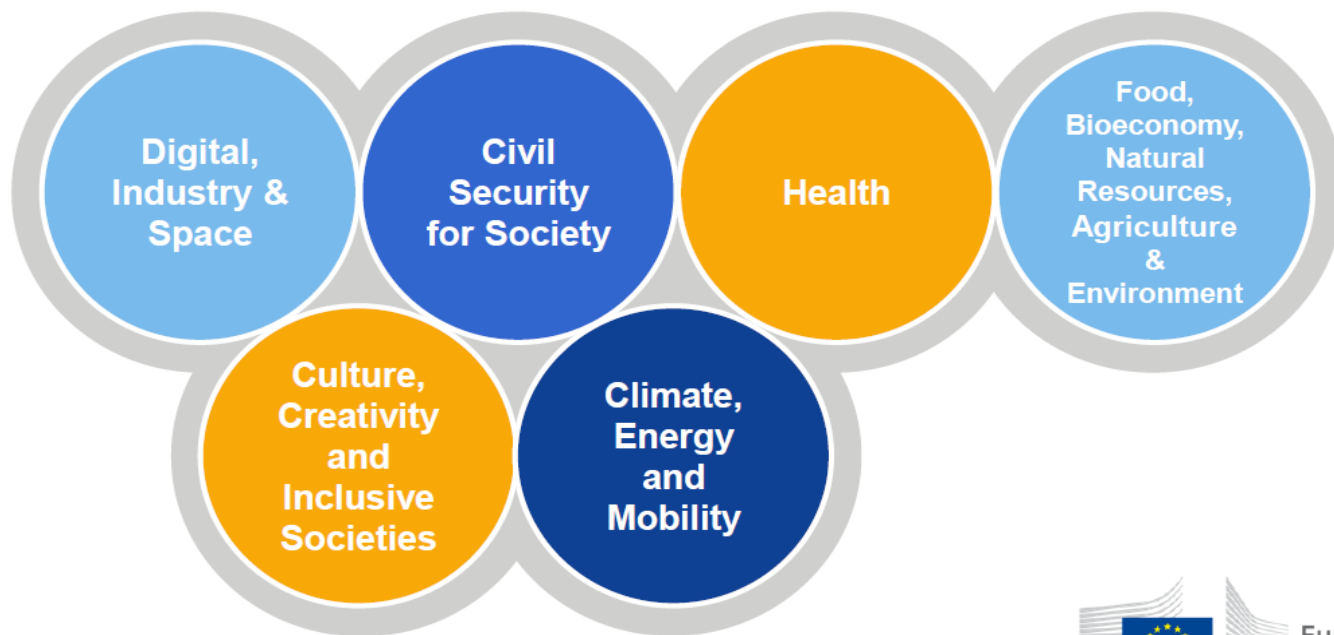 Digital,
Industry &
Space
Civil
Security
for Society
Health
Food,
Bioeconomy,
Natural
Resources,
Agriculture
&
Environment
Culture,
Creativity
and
Inclusive
Societies
Climate,
Energy
and
Mobility